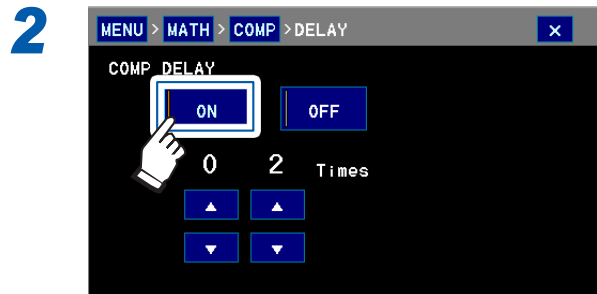 2
MENU > MATH > COMP > DELAY ×
COMP DELAY
ON OFF
0 2 Times